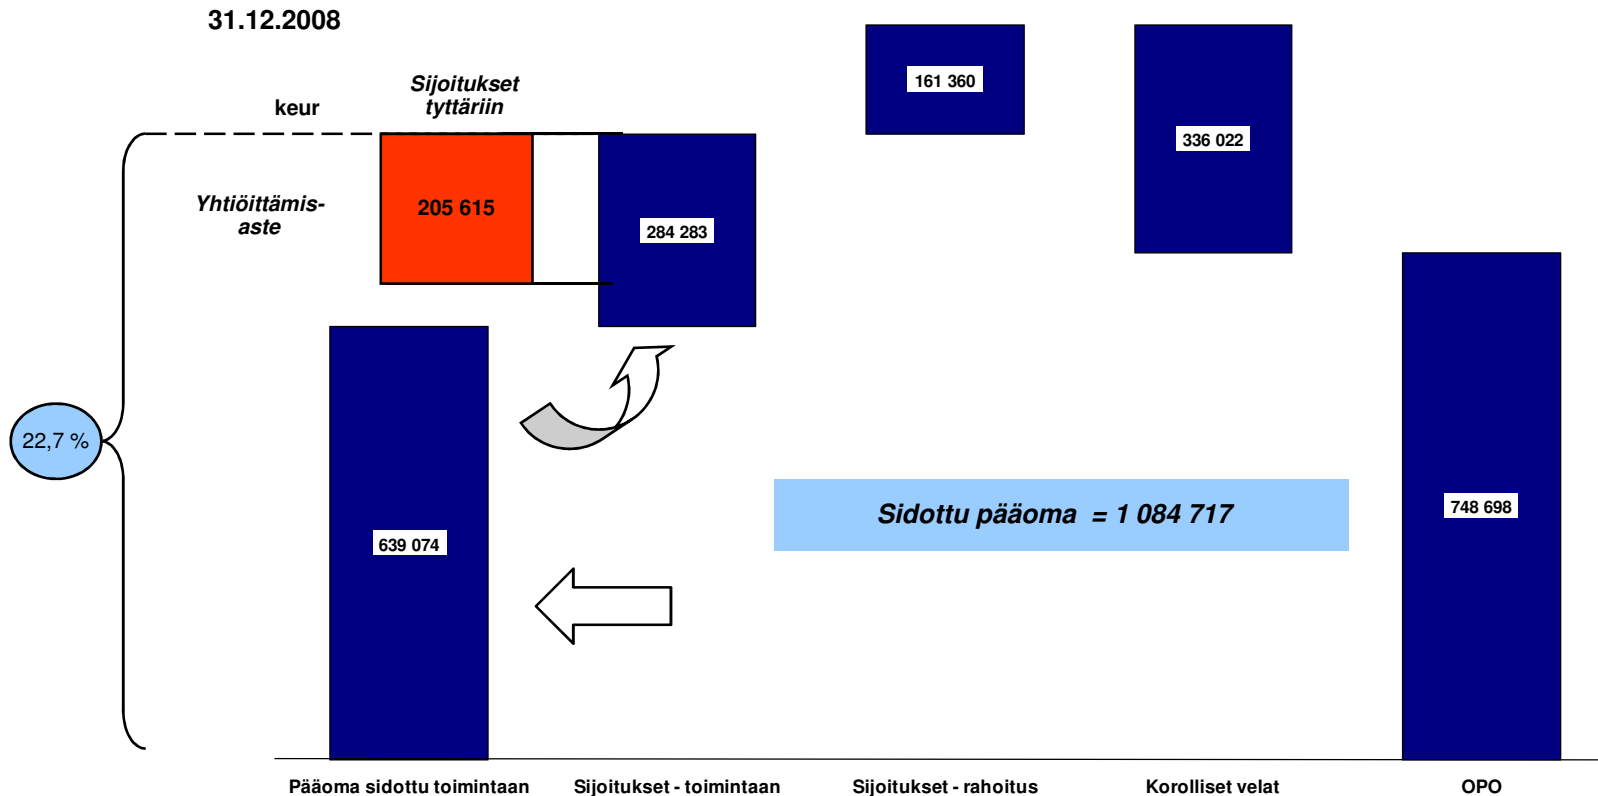 31.12.2008
keur
Sijoitukset
tyttäriin
161 360
336 022
Yhtiöittämis-
aste
205 615
284 283
22,7 %
Sidottu pääoma = 1 084 717
748 698
639 074
Pääoma sidottu toimintaan
Sijoitukset - toimintaan
Sijoitukset - rahoitus
Korolliset velat
OPO